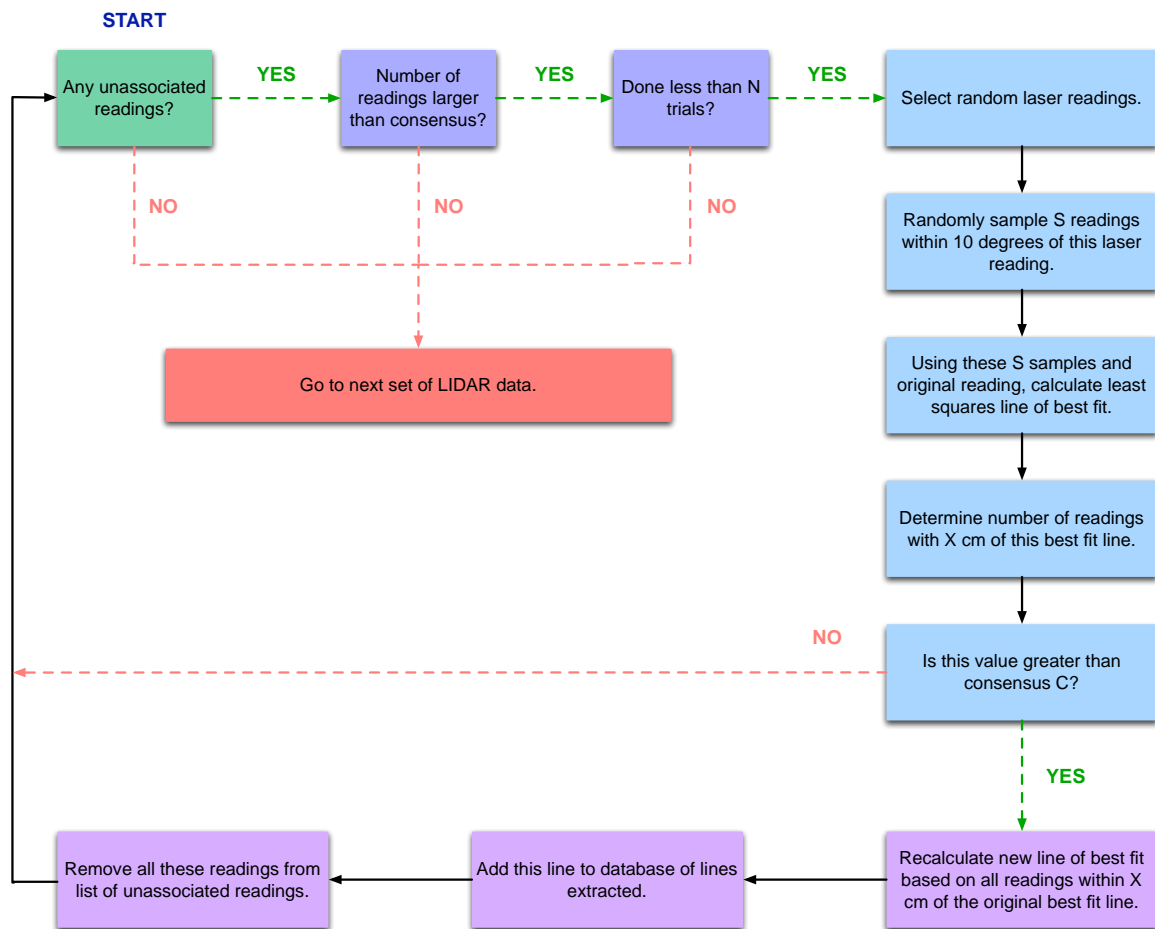 START
Any unassociated
readings?
YES
Number of
readings larger
than consensus?
YES
Done less than N
trials?
YES
Select random laser readings.
NO
NO
NO
Randomly sample S readings
within 10 degrees of this laser
reading.
Go to next set of LIDAR data.
Using these S samples and
original reading, calculate least
squares line of best fit.
Determine number of readings
with X cm of this best fit line.
NO
Is this value greater than
consensus C?
YES
Recalculate new line of best fit
based on all readings within X
cm of the original best fit line.
Add this line to database of lines
extracted.
Remove all these readings from
list of unassociated readings.